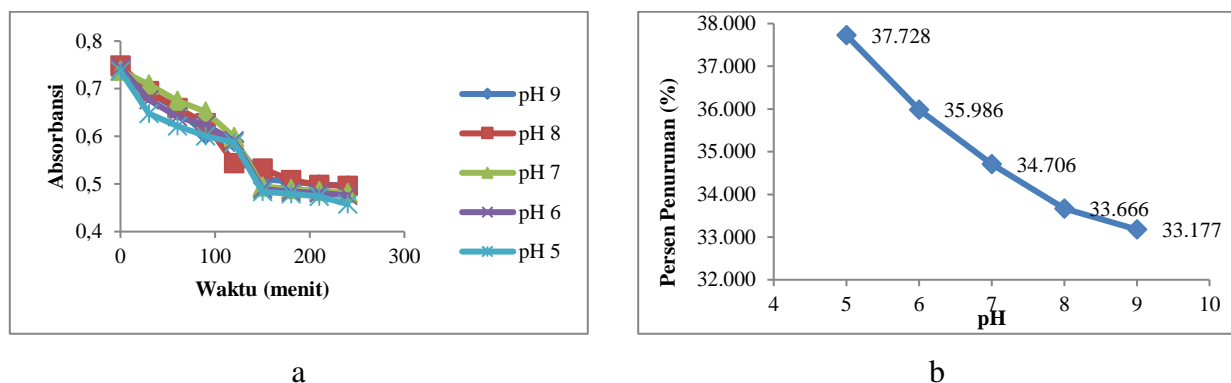 0,8
0,7
0,6
0,5
0,4
Absorbansi
0 100 200 300
Waktu (menit)
pH 9
pH 8
pH 7
pH 6
pH 5
a
38.000
37.000
36.000
35.000
34.000
33.000
32.000
Persen Penurunan (%)
37.728
35.986
34.706
33.666
33.177
4 5 6 7 8 9 10
pH
b